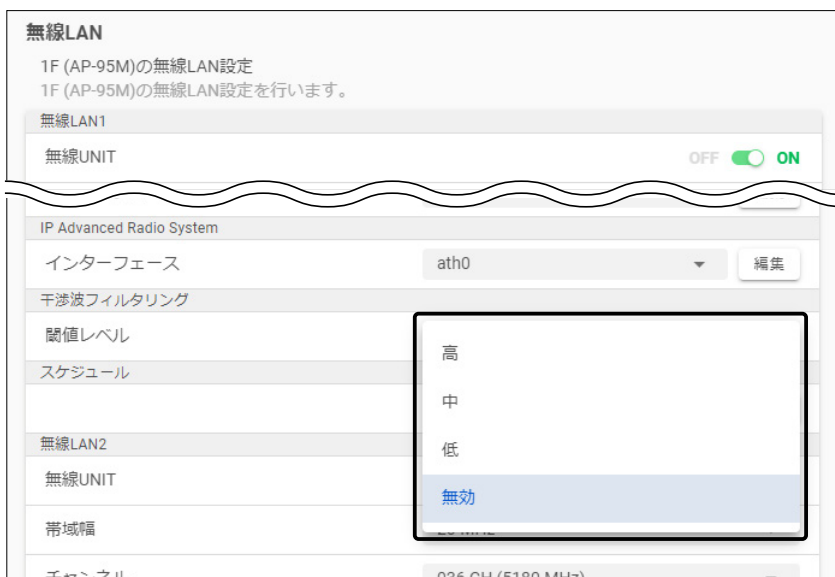 無線LAN
1F (AP-95M)の無線LAN設定
1F (AP-95M)の無線LAN設定を行います。
無線LAN1
無線UNIT OFF ON
IP Advanced Radio System
インターフェース ath0 編集
干渉波フィルタリング
閾値レベル
高
スケジュール
中
無線LAN2
低
無線UNIT
無効
帯域幅
チャンネル 036 CH (5180 MHz)